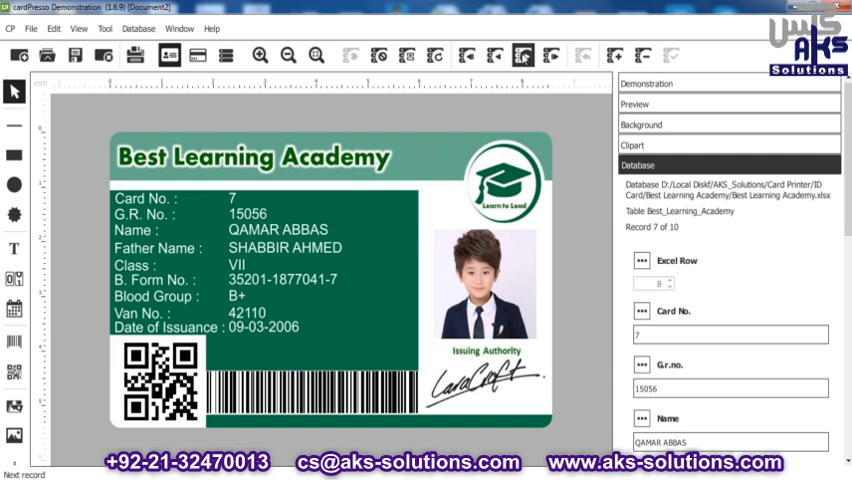 cardPresso Demonstration (1.6.9) [Document2]
CP File Edit View Tool Database Window Help
كس
AKS
Solutions
mm
Demonstration
Preview
Background
Clipart
Database
Database D:/Local Diskf/AKS_Solutions/Card Printer/ID
Card/Best Learning Academy/Best Learning Academy.xlsx
Table Best_Learning_Academy
Record 7 of 10
Excel Row
8
Card No.
7
G.r.no.
15056
Name
QAMAR ABBAS
Best Learning Academy
Learn to Lead
Card No. : 7
G.R. No. : 15056
Name : QAMAR ABBAS
Father Name : SHABBIR AHMED
Class : VII
B. Form No. : 35201-1877041-7
Blood Group : B+
Van No. : 42110
Date of Issuance : 09-03-2006
Issuing Authority
+92-21-32470013 cs@aks-solutions.com www.aks-solutions.com
Next record